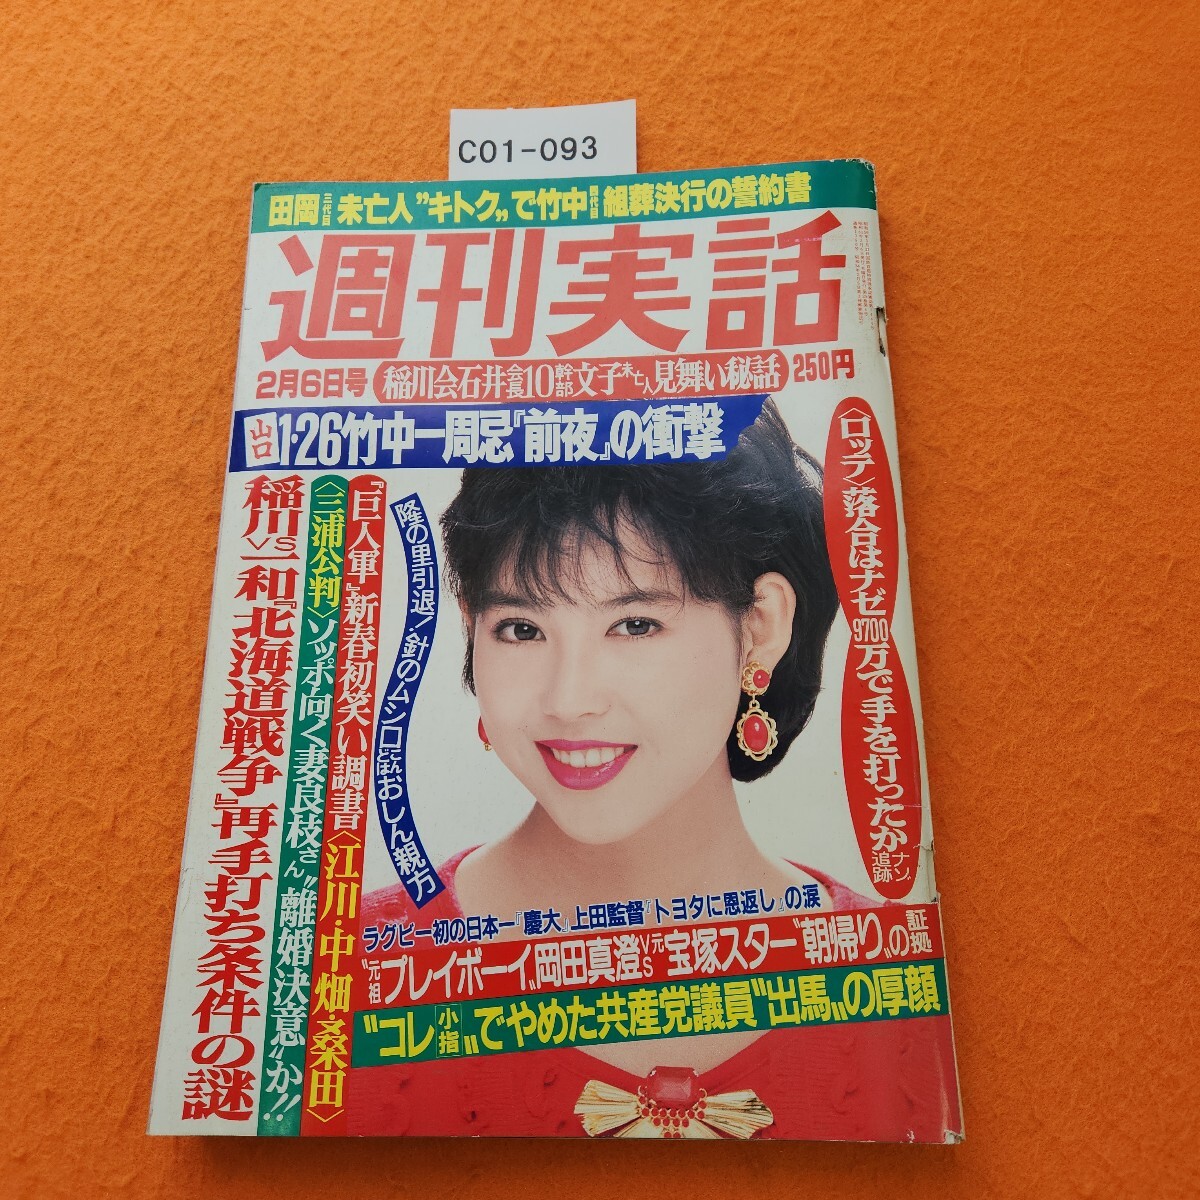 C01-093
田岡三代目未亡人“キトク„で竹中四代目組葬決行の誓約書
週刊実話
2月6日号
稲川会石井会長10幹部文子未亡人見舞い秘話
250円
山口1・26竹中一周忌『前夜』の衝撃
〈ロッテ〉落合はナゼ9700万で手を打ったかナンバ追跡
隆の里引退!針のムシロにんどはおしん親方
『巨人軍』新春初笑い調書〈江川・中畑・桑田〉
〈三浦公判〉ソッポ向く妻良枝さん“離婚決意„か!!
稲川VS一和『北海道戦争』再手打ち条件の謎
ラグビー初の日本一『慶大』上田監督『トヨタに恩返し』の涙
“元祖プレイボーイ„岡田真澄VS元宝塚スター“朝帰り„の証拠
“コレ小指„でやめた共産党議員“出馬„の厚顔